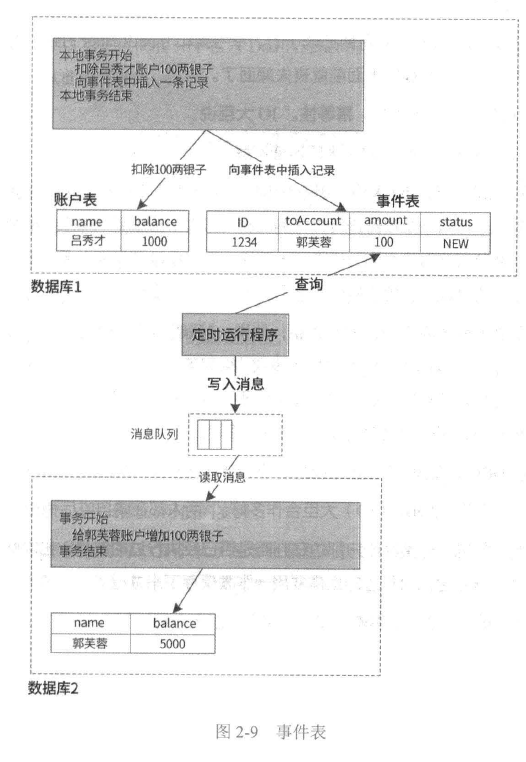 本地事务开始
扣除吕秀才账户100两银子
向事件表中插入一条记录
本地事务结束
扣除100两银子
向事件表中插入记录
账户表
事件表
name balance
吕秀才 1000
ID toAccount amount status
1234 郭芙蓉 100 NEW
数据库1
查询
定时运行程序
写入消息
消息队列
读取消息
事务开始
给郭芙蓉账户增加100两银子
事务结束
name balance
郭芙蓉 5000
数据库2
图 2-9 事件表